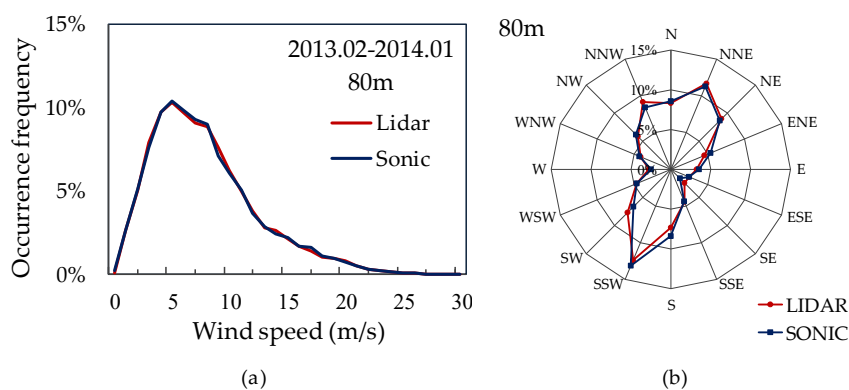 15%
10%
5%
0%
Occurrence frequency
2013.02-2014.01
80m
Lidar
Sonic
0 5 10 15 20 25 30
Wind speed (m/s)
(a)
80m
N
NNE
NE
ENE
E
ESE
SE
SSE
S
SSW
SW
WSW
W
WNW
NW
NNW
15%
10%
5%
0%
LIDAR
SONIC
(b)